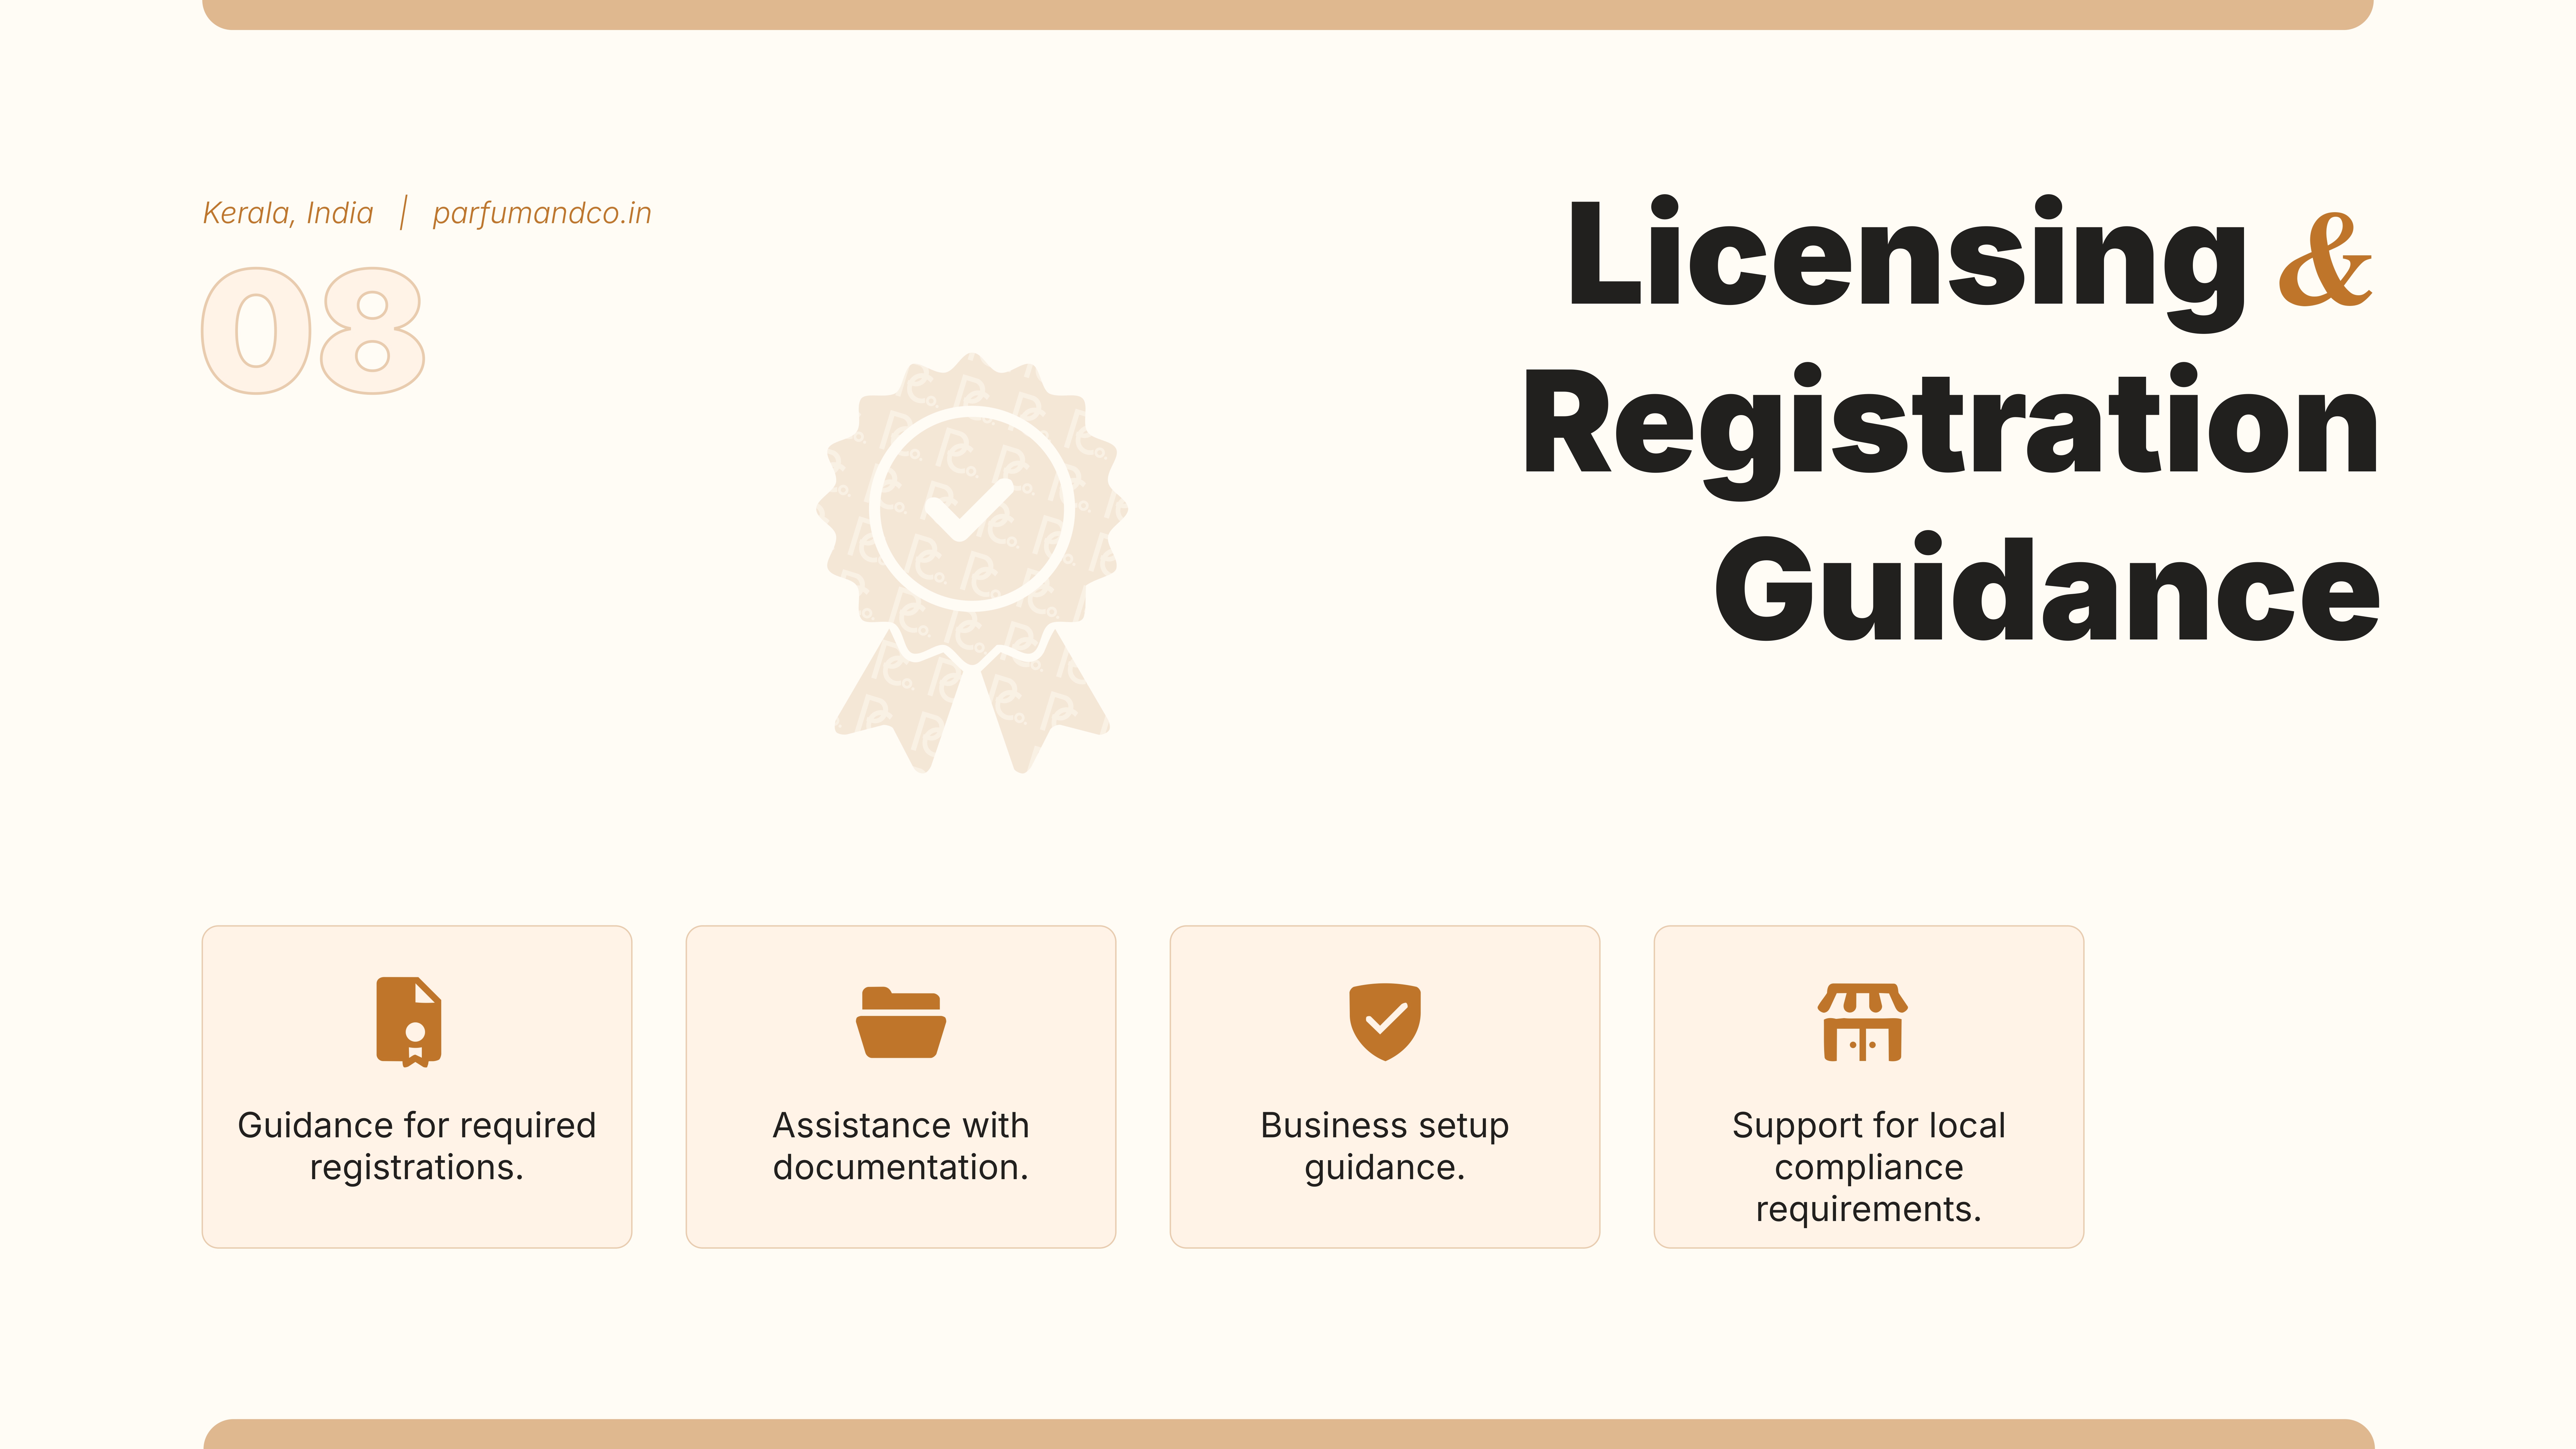 Kerala, India | parfumandco.in
08
Licensing &
Registration
Guidance
Guidance for required
registrations.
Assistance with
documentation.
Business setup
guidance.
Support for local
compliance
requirements.